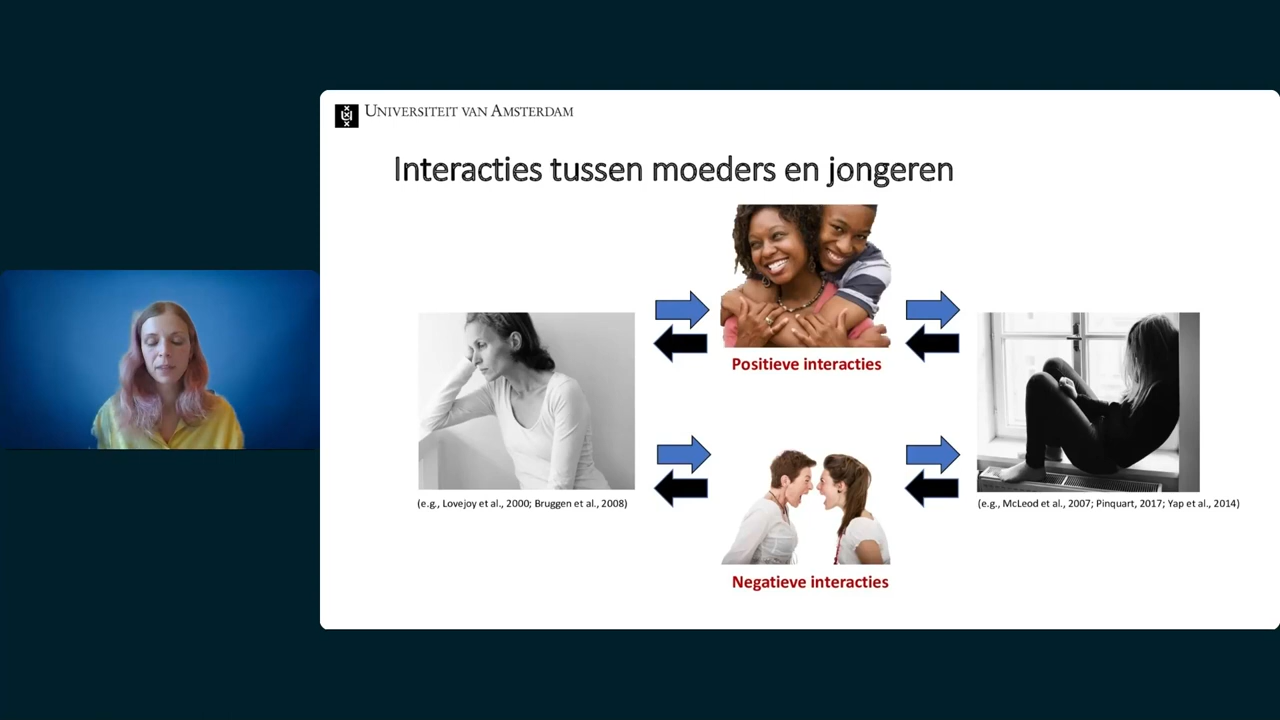 UNIVERSITEIT VAN AMSTERDAM
Interacties tussen moeders en jongeren
Positieve interacties
(e.g., Lovejoy et al., 2000; Bruggen et al., 2008)
(e.g., McLeod et al., 2007; Pinquart, 2017; Yap et al., 2014)
Negatieve interacties